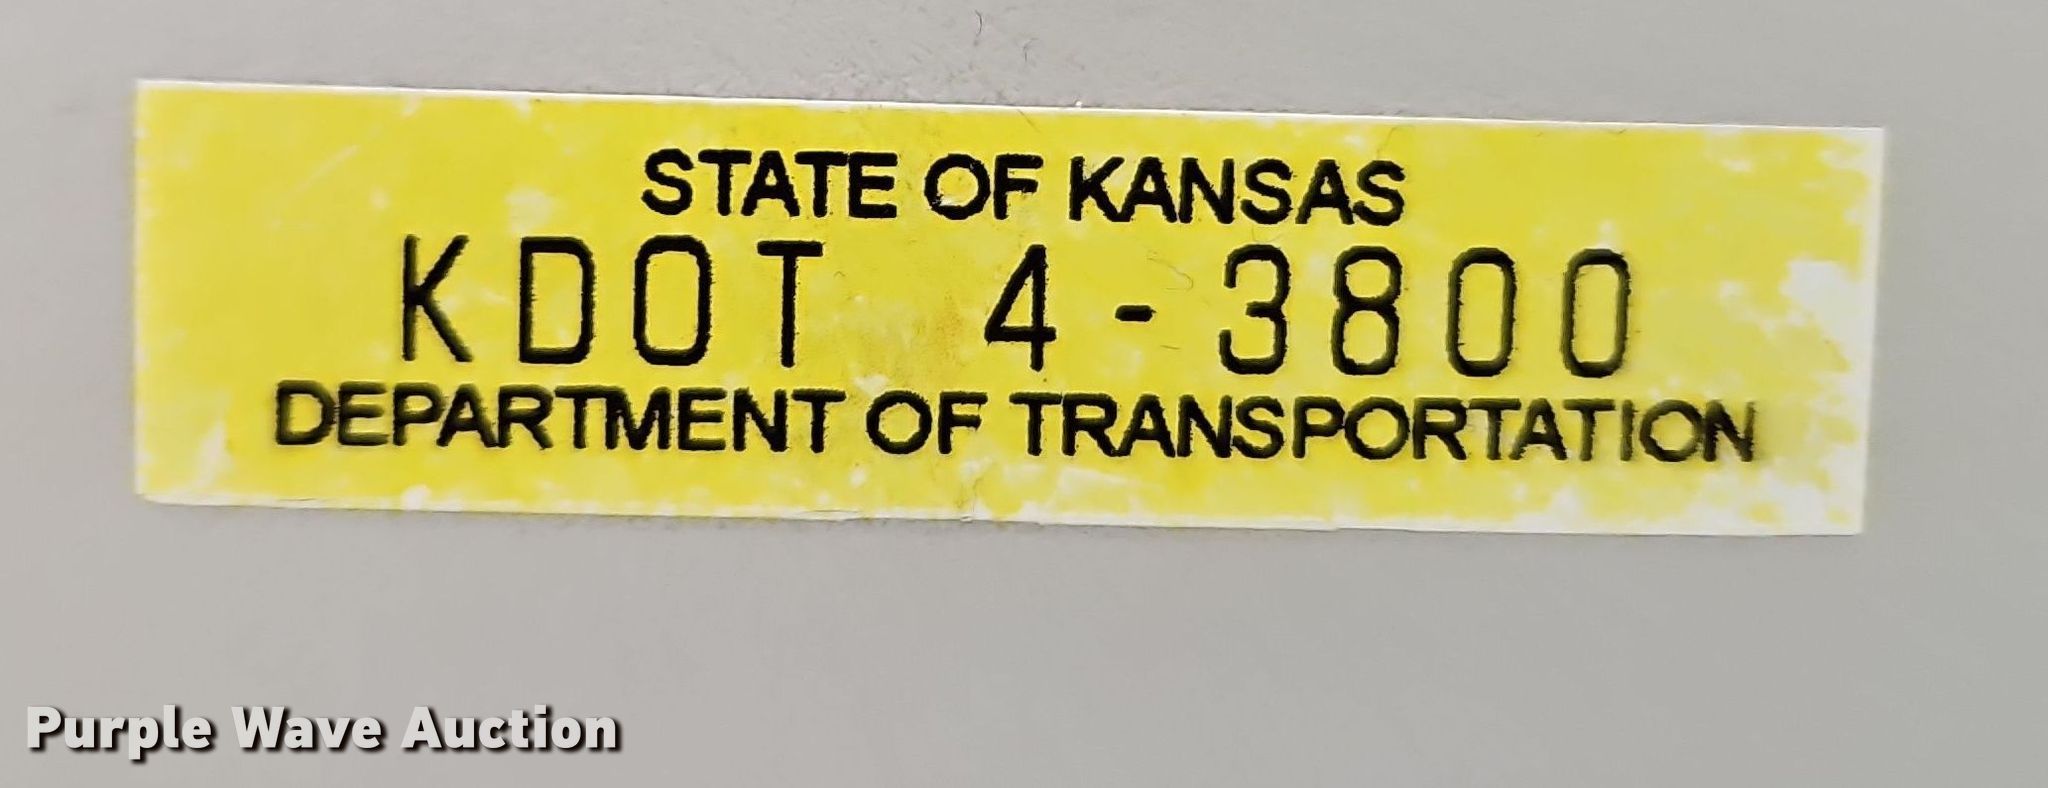 STATE OF KANSAS
KDOT 4-3800
DEPARTMENT OF TRANSPORTATION
Purple Wave Auction